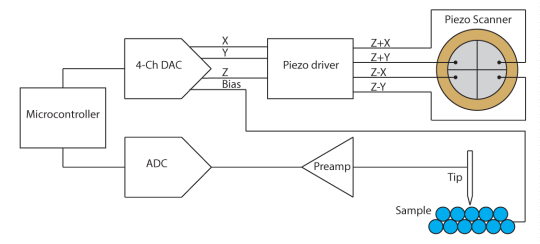 Piezo Scanner
X
Y
Z
Bias
4-Ch DAC
Piezo driver
Z+X
Z+Y
Z-X
Z-Y
Microcontroller
ADC
Preamp
Tip
Sample